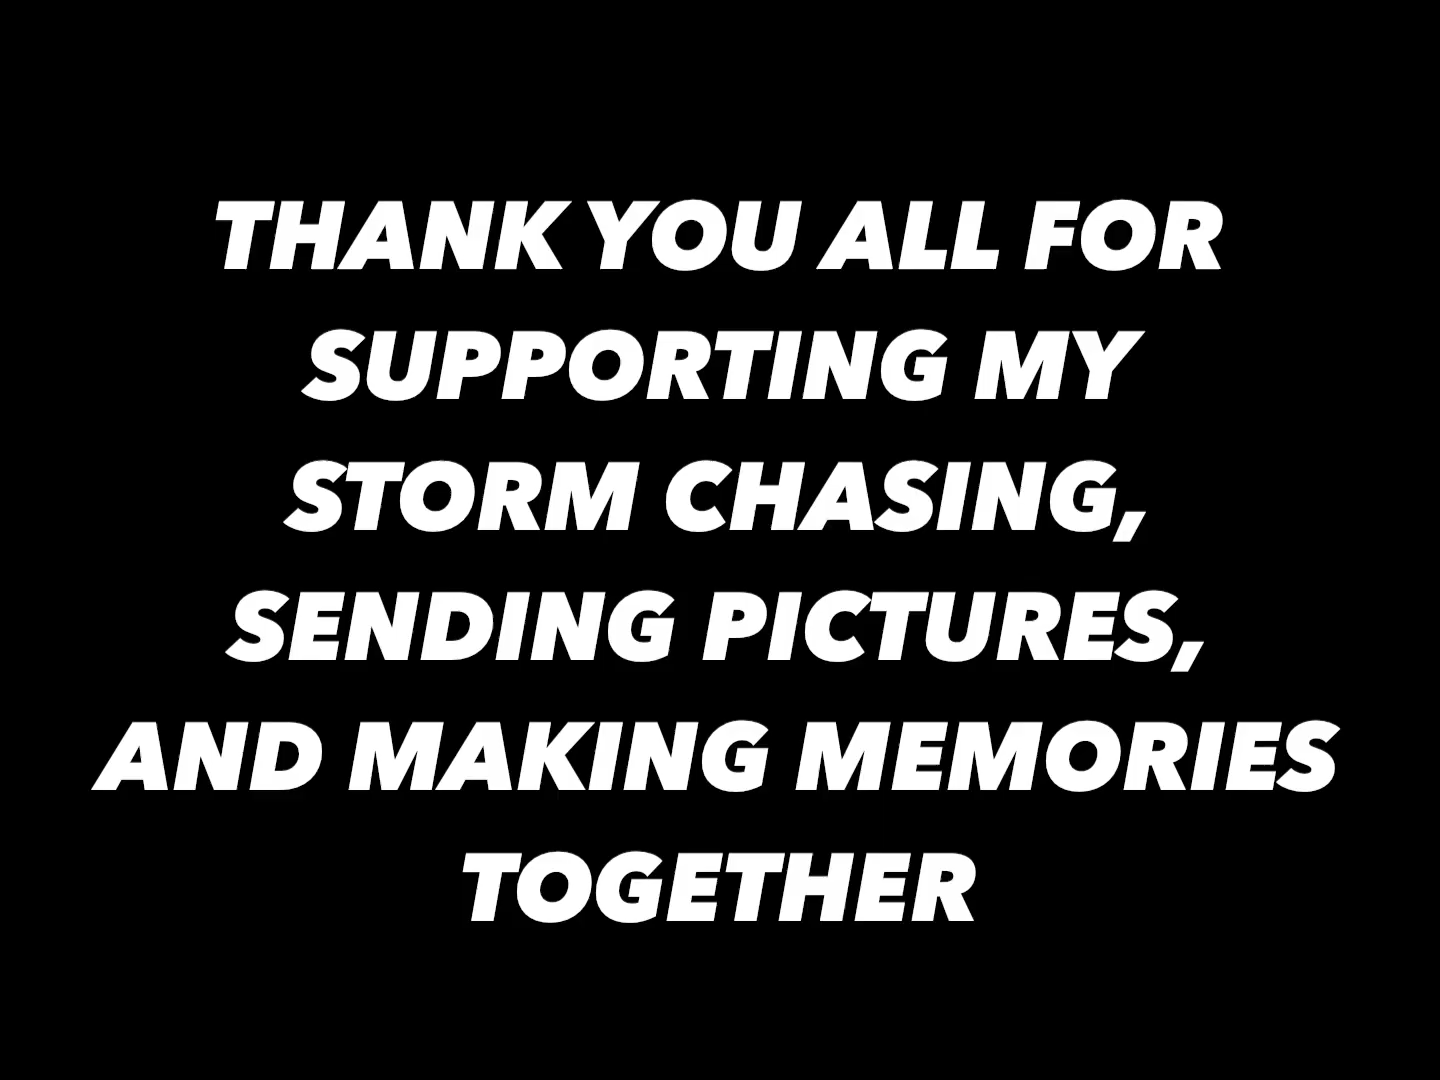 THANK YOU ALL FOR
SUPPORTING MY
STORM CHASING,
SENDING PICTURES,
AND MAKING MEMORIES
TOGETHER